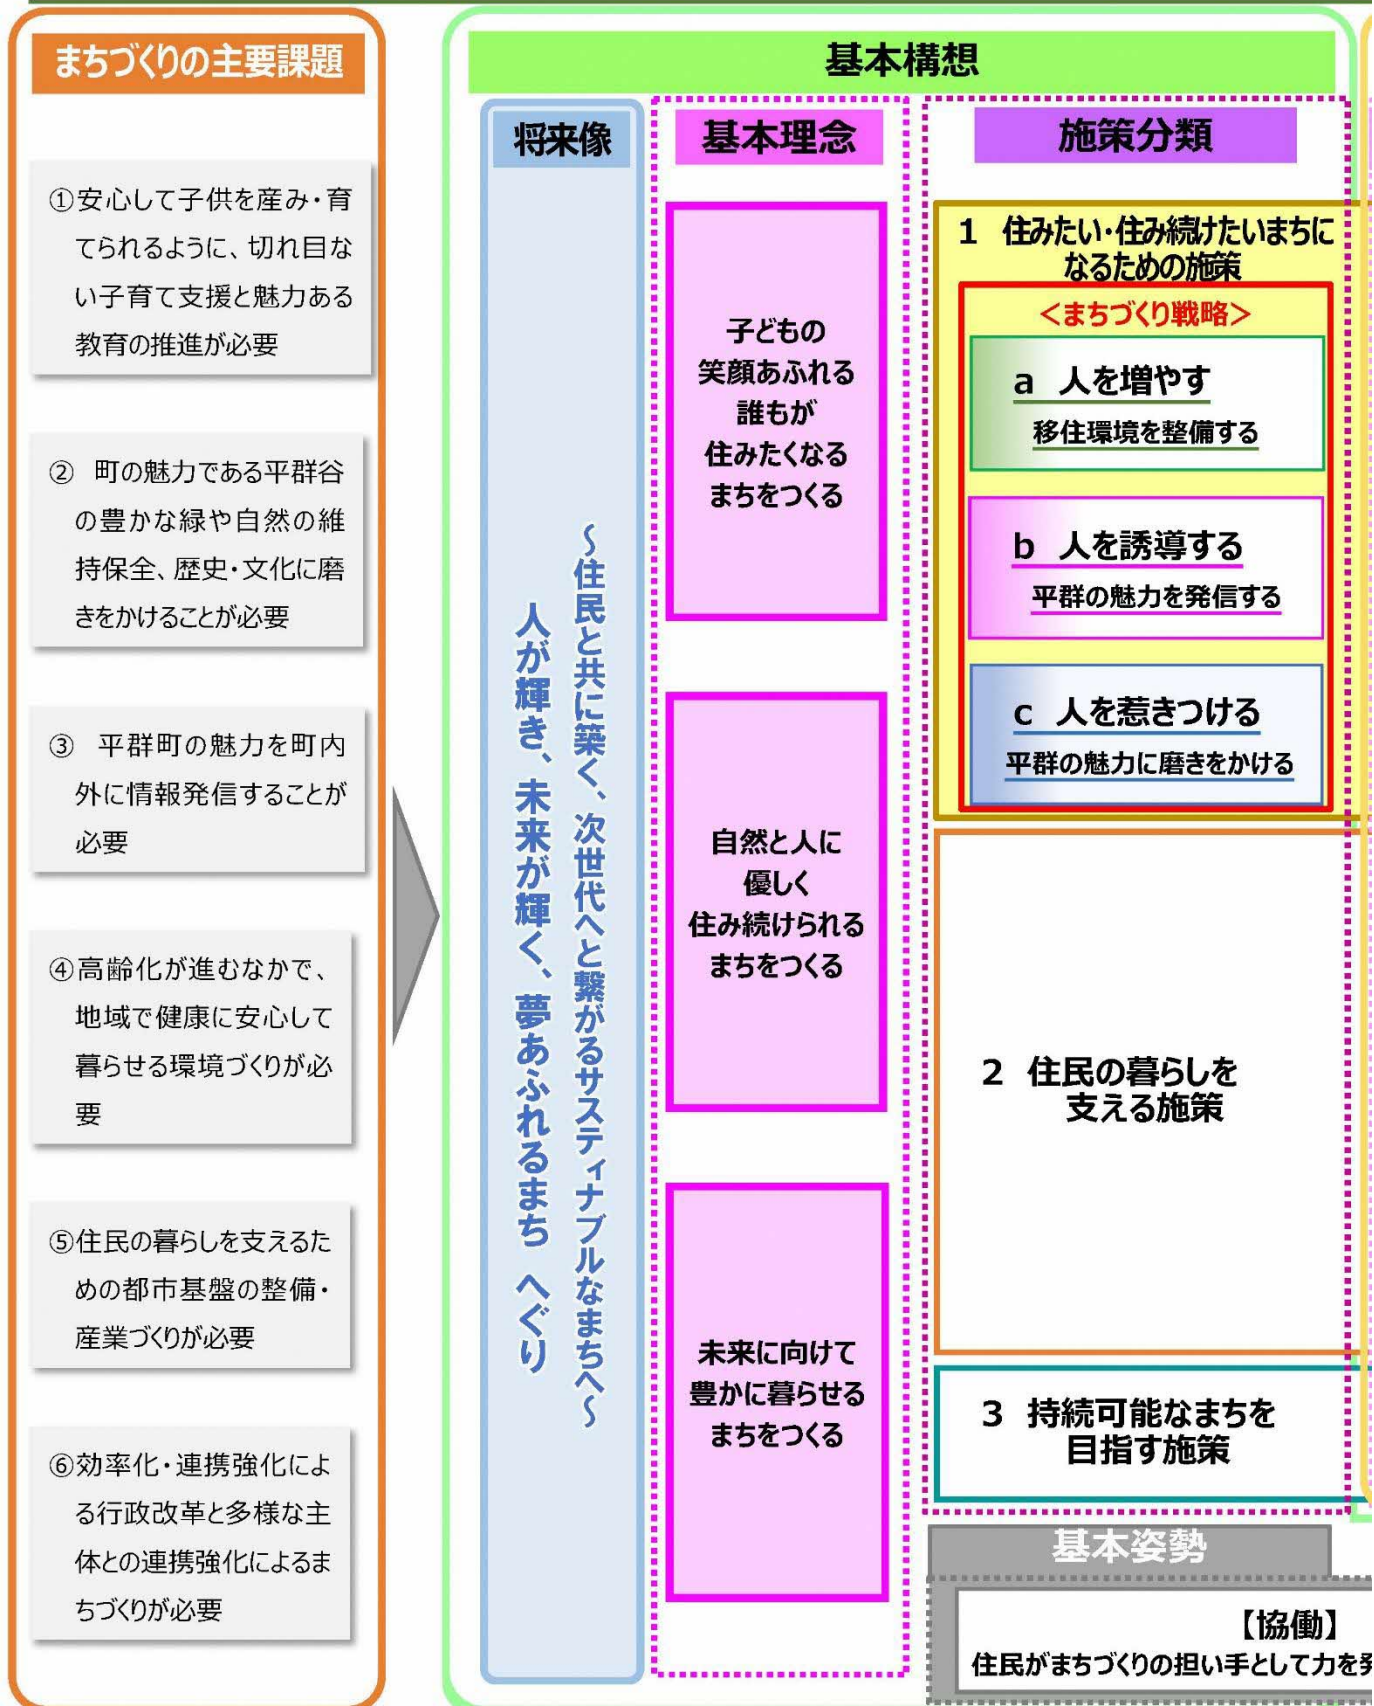 まちづくりの主要課題
①安心して子供を産み・育
てられるように、切れ目な
い子育て支援と魅力ある
教育の推進が必要
② 町の魅力である平群谷
の豊かな緑や自然の維
持保全、歴史・文化に磨
きをかけることが必要
③ 平群町の魅力を町内
外に情報発信することが
必要
④高齢化が進むなかで、
地域で健康に安心して
暮らせる環境づくりが必
要
⑤住民の暮らしを支えるた
めの都市基盤の整備・
産業づくりが必要
⑥効率化・連携強化によ
る行政改革と多様な主
体との連携強化によるま
ちづくりが必要
基本構想
将来像
~住民と共に築く、次世代へと繋がるサスティナブルなまちへ~
人が輝き、未来が輝く、夢あふれるまち へぐり
基本理念
子どもの
笑顔あふれる
誰もが
住みたくなる
まちをつくる
自然と人に
優しく
住み続けられる
まちをつくる
未来に向けて
豊かに暮らせる
まちをつくる
施策分類
1 住みたい・住み続けたいまちに
なるための施策
<まちづくり戦略>
a 人を増やす
移住環境を整備する
b 人を誘導する
平群の魅力を発信する
c 人を惹きつける
平群の魅力に磨きをかける
2 住民の暮らしを
支える施策
3 持続可能なまちを
目指す施策
基本姿勢
【協働】
住民がまちづくりの担い手として力を発